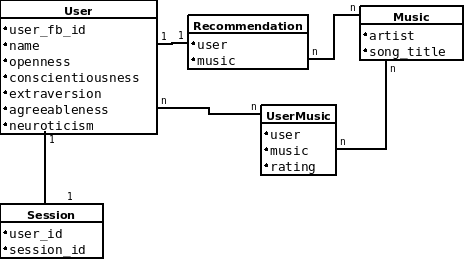 User
user_fb_id
name
openness
conscientiousness
extraversion
agreeableness
neuroticism
1
1
Recommendation
user
music
n
n
Music
artist
song_title
n
n
n
UserMusic
user
music
rating
n
1
1
Session
user_id
session_id